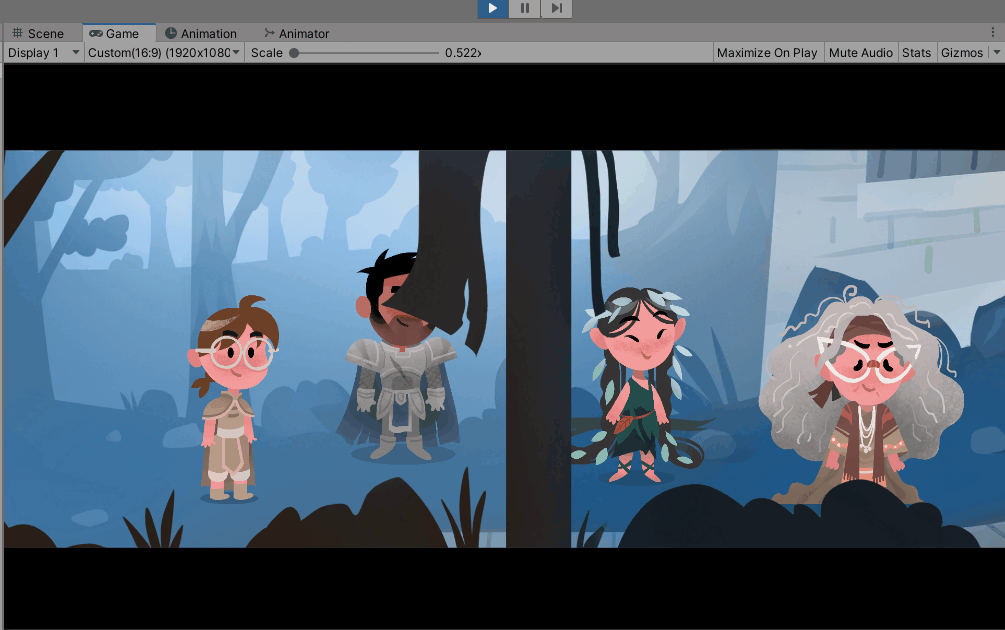 Scene Game Animation Animator
Display 1 Custom(16:9) (1920x1080 Scale 0.522x Maximize On Play Mute Audio Stats Gizmos